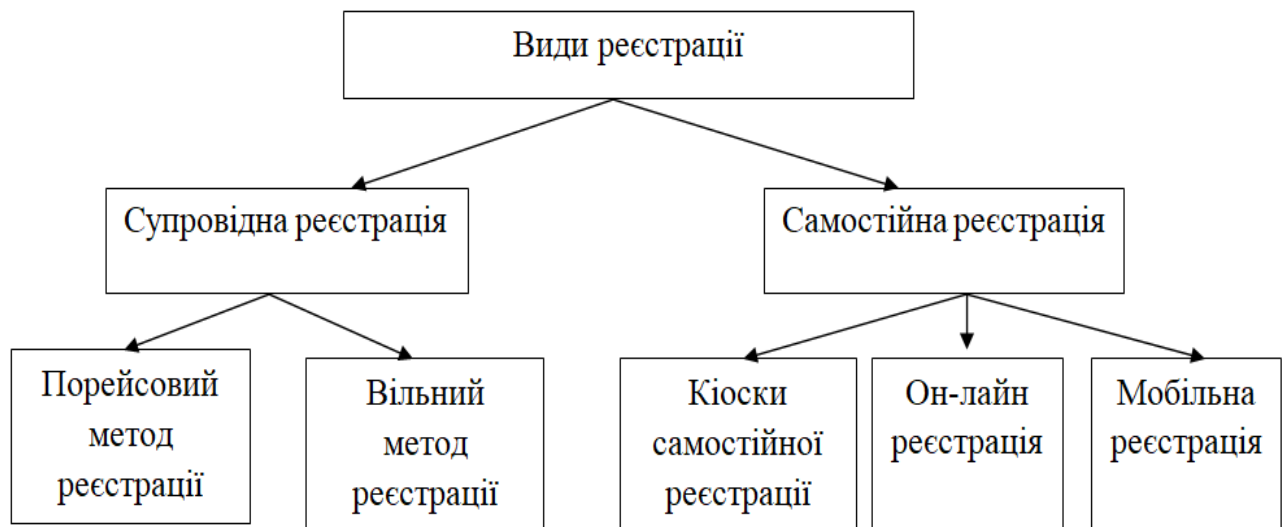 Види реєстрації
Супровідна реєстрація
Самостійна реєстрація
Порейсовий
метод
реєстрації
Вільний
метод
реєстрації
Кіоски
самостійної
реєстрації
Он-лайн
реєстрація
Мобільна
реєстрація